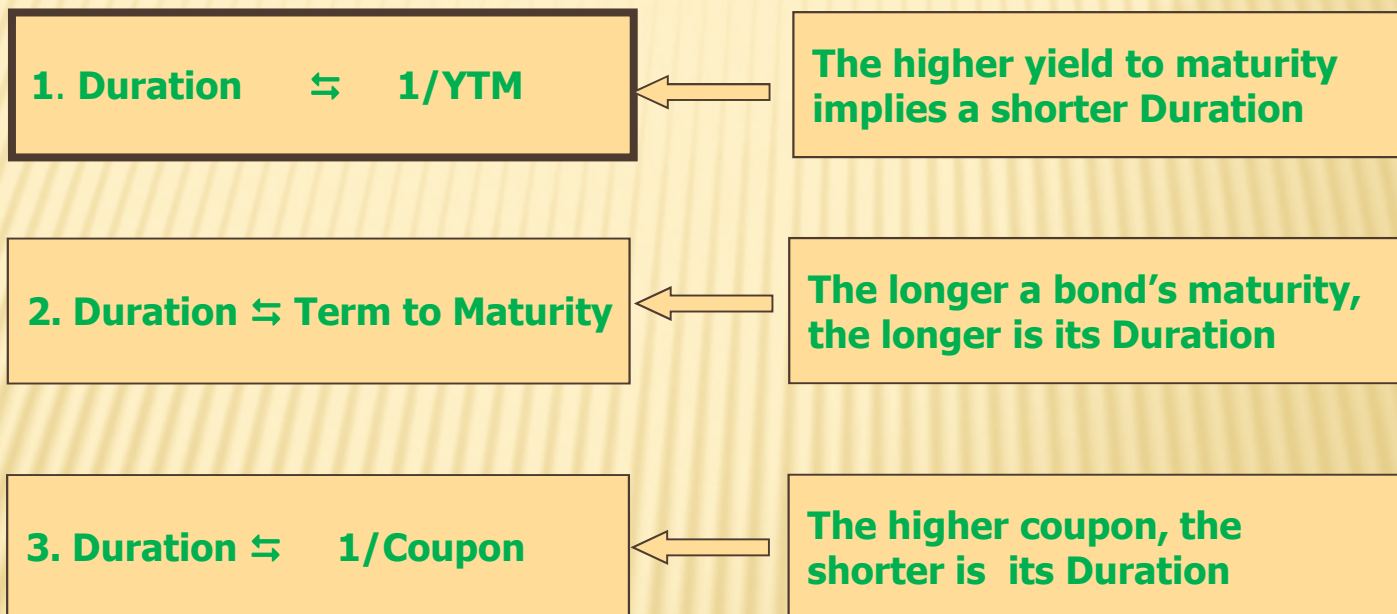 1. Duration ⇆ 1/YTM
The higher yield to maturity
implies a shorter Duration
2. Duration ⇆ Term to Maturity
The longer a bond’s maturity,
the longer is its Duration
3. Duration ⇆ 1/Coupon
The higher coupon, the
shorter is its Duration